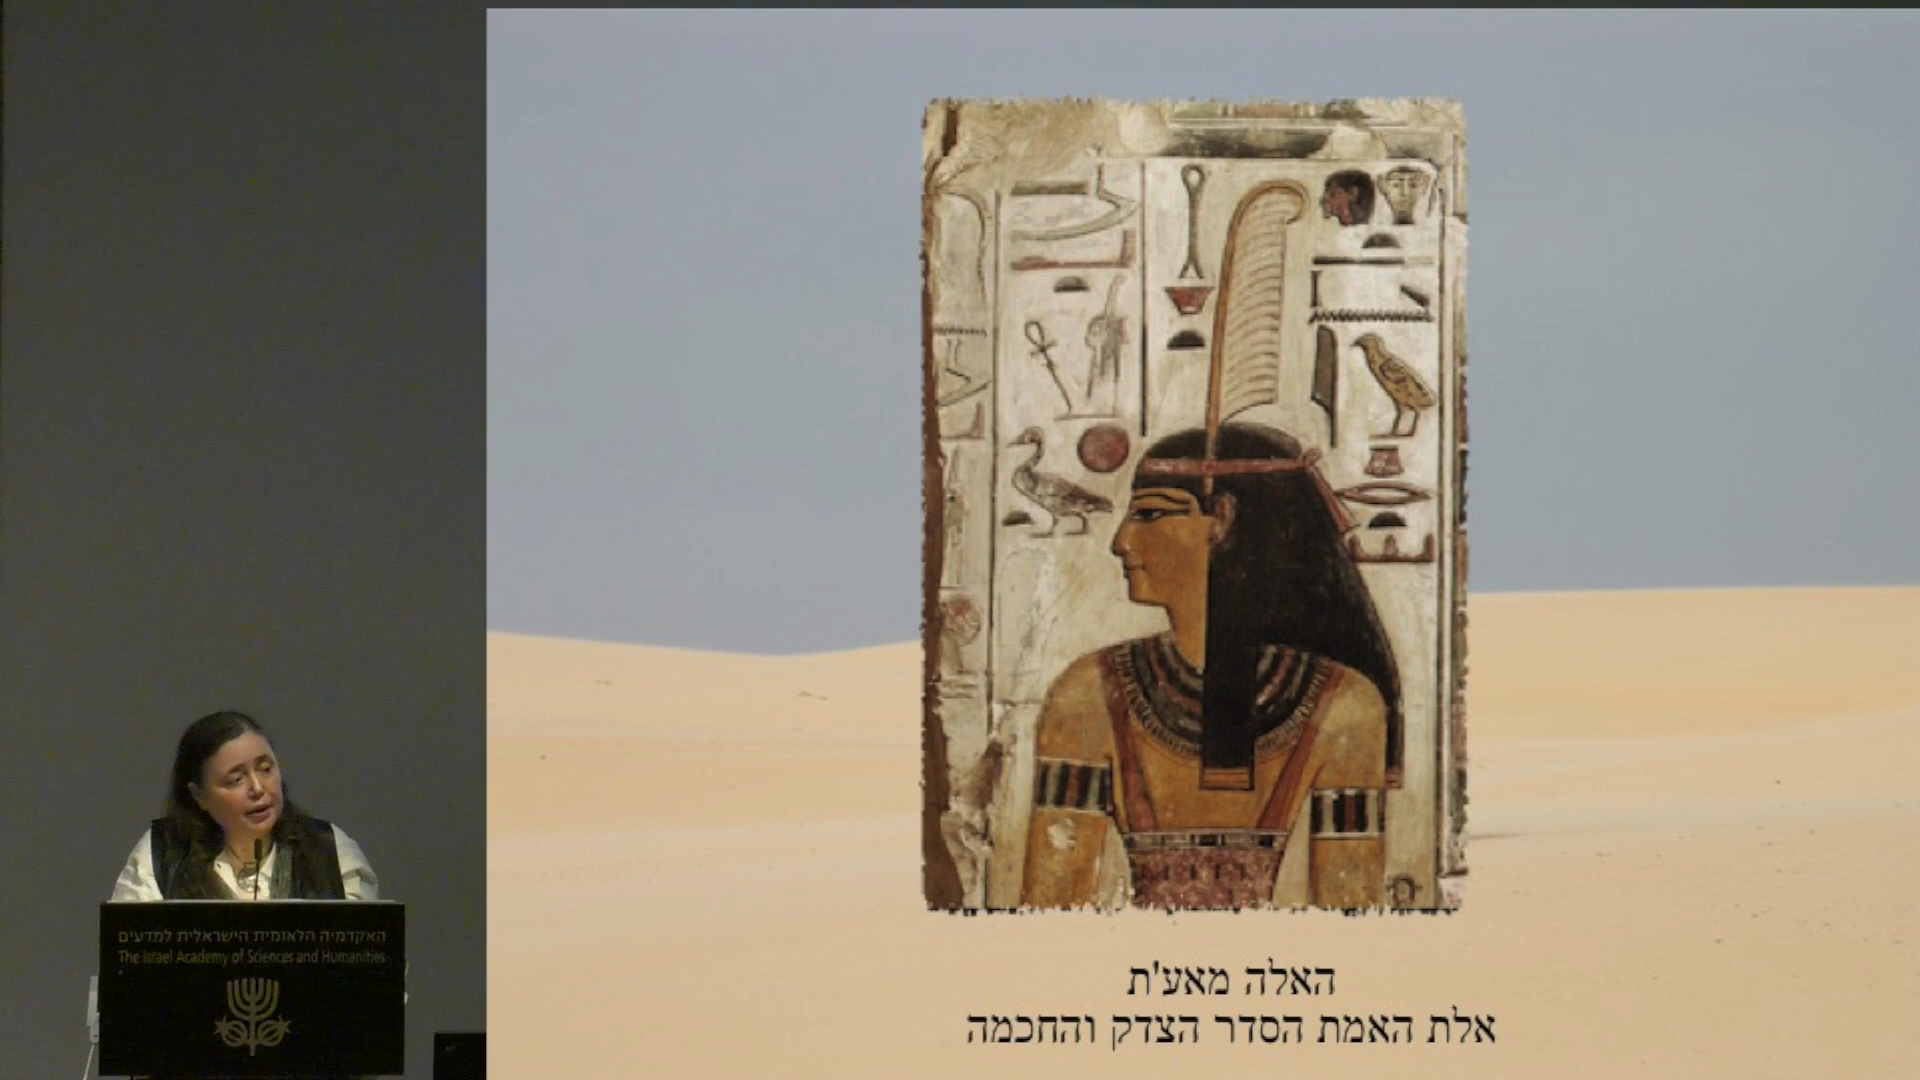 האקדמיה הלאומית הישראלית למדעים
The Israel Academy of Sciences and Humanities
האלה מאע'ת
אלת האמת הסדר הצדק והחכמה